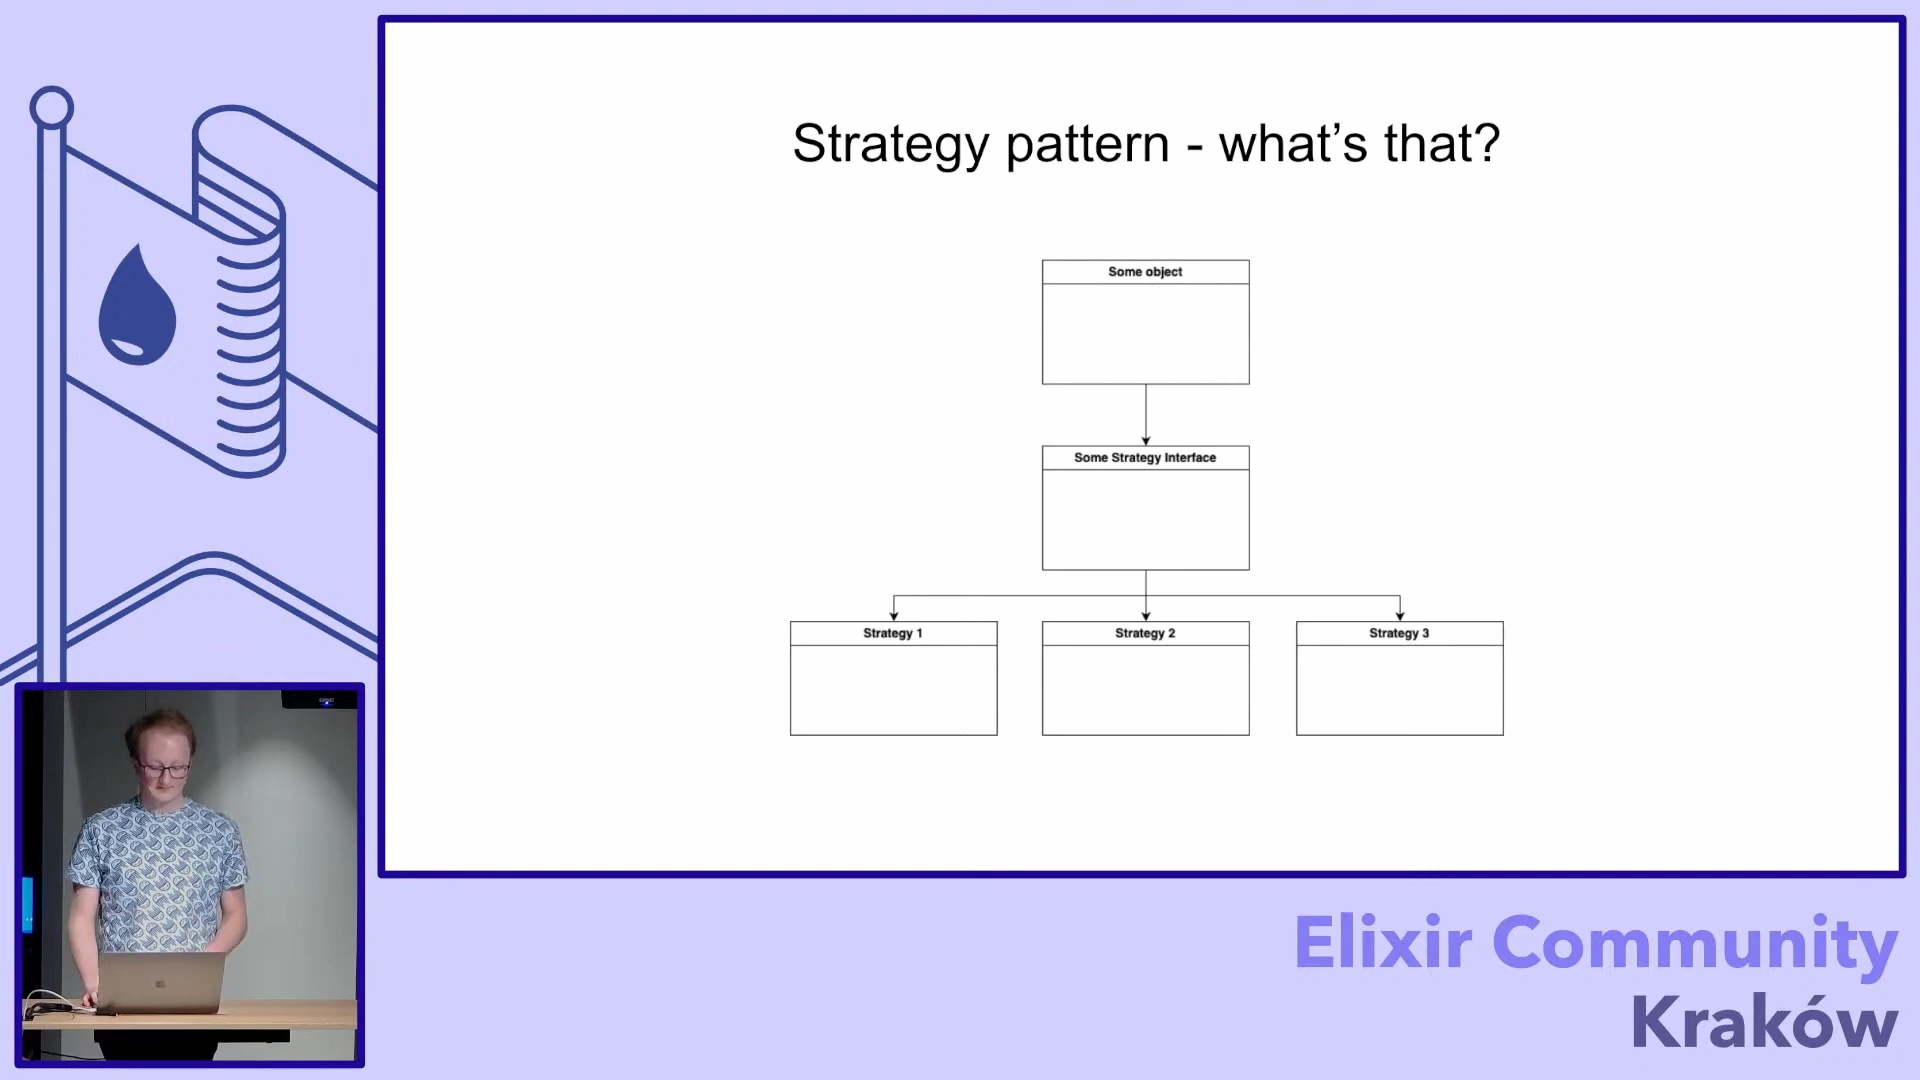 Strategy pattern - what’s that?
Some object
Some Strategy Interface
Strategy 1
Strategy 2
Strategy 3
Elixir Community
Kraków